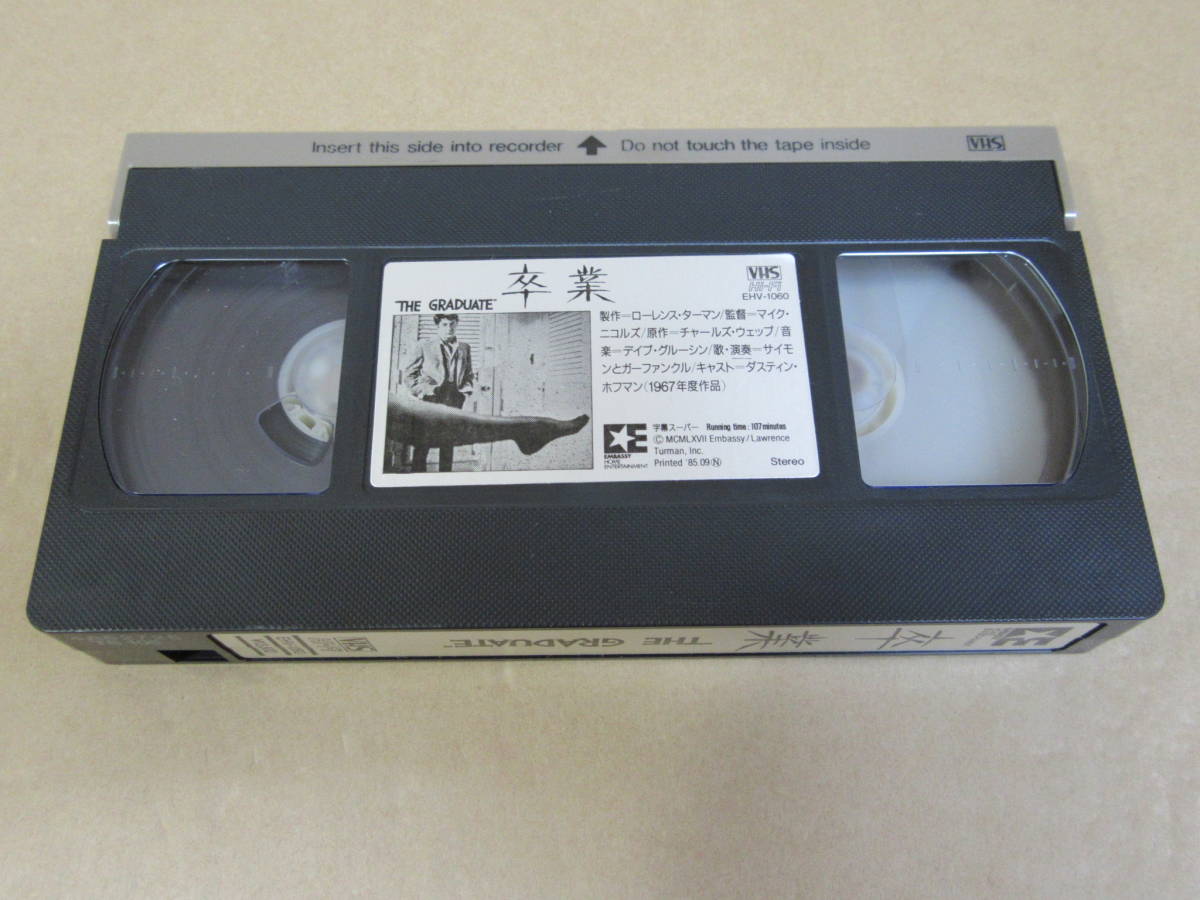 Insert this side into recorder Do not touch the tape inside VHS
卒業
THE GRADUATE™
VHS
Hi-Fi
EHV-1060
製作=ローレンス・ターマン/監督=マイク・
ニコルズ/原作=チャールズ・ウェッブ/音
楽=デイブ・グルーシン/歌・演奏=サイモ
ンとガーファンクル/キャスト=ダスティン・
ホフマン(1967年度作品)
字幕スーパー Running time : 107minutes
Ⓒ MCMLXVII Embassy/Lawrence
Turman, Inc.
Printed '85.09Ⓝ Stereo
EMBASSY
HOME
ENTERTAINMENT
卒業 THE GRADUATE™
VHS